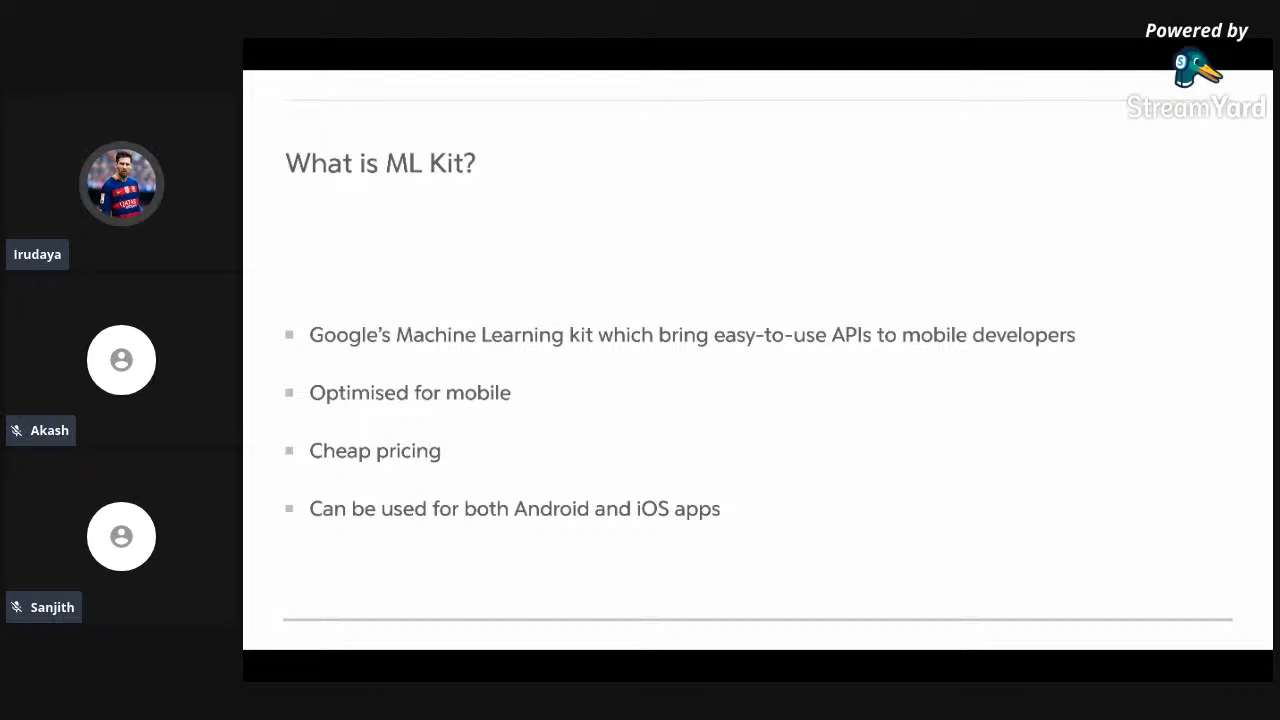 Powered by
StreamYard
What is ML Kit?
Google's Machine Learning kit which bring easy-to-use APIs to mobile developers
Optimised for mobile
Cheap pricing
Can be used for both Android and iOS apps
Irudaya
Akash
Sanjith